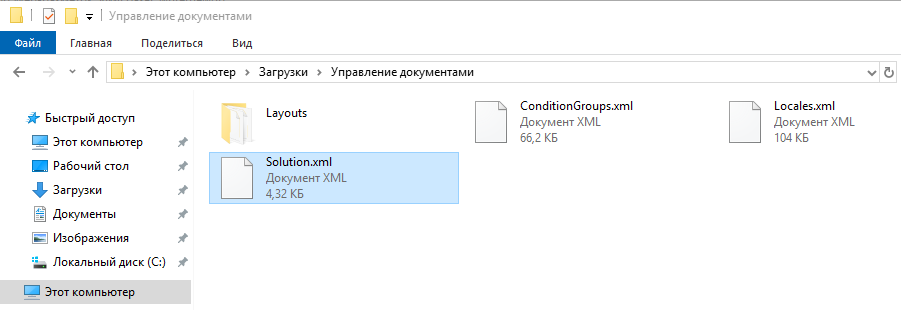 Управление документами
Файл Главная Поделиться Вид
Этот компьютер Загрузки Управление документами
Быстрый доступ
Этот компьютер
Рабочий стол
Загрузки
Документы
Изображения
Локальный диск (C:)
Этот компьютер
Layouts
ConditionGroups.xml
Документ XML
66,2 КБ
Locales.xml
Документ XML
104 КБ
Solution.xml
Документ XML
4,32 КБ